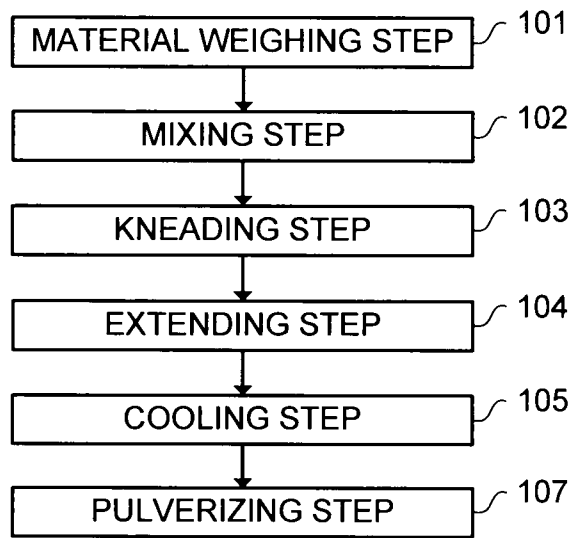 MATERIAL WEIGHING STEP 101
MIXING STEP 102
KNEADING STEP 103
EXTENDING STEP 104
COOLING STEP 105
PULVERIZING STEP 107